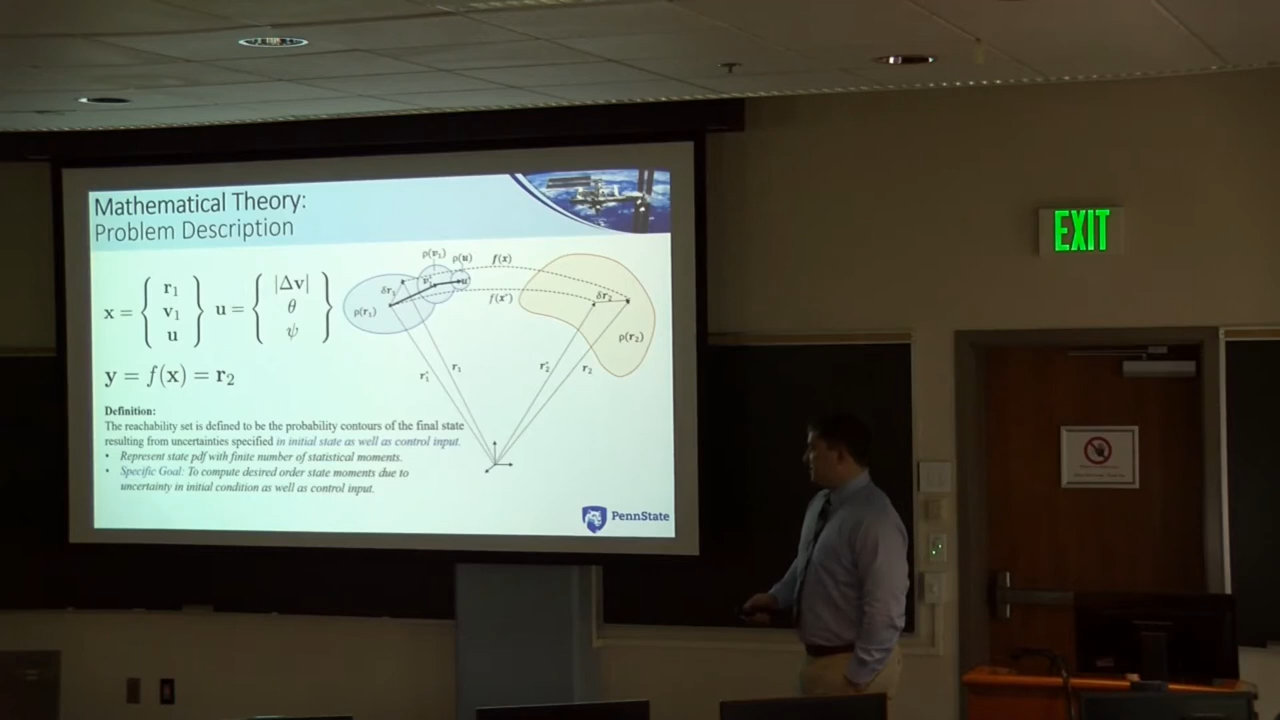 Mathematical Theory:
Problem Description
x = { r₁ v₁ u } u = { |Δv| θ ψ }
y = f(x) = r₂
ρ(v₁) ρ(u) f(x)
δr₁ v₁* u* f(x*) δr₂
ρ(r₁) ρ(r₂)
r₁* r₁ r₂* r₂
Definition:
The reachability set is defined to be the probability contours of the final state
resulting from uncertainties specified in initial state as well as control input.
• Represent state pdf with finite number of statistical moments.
• Specific Goal: To compute desired order state moments due to
uncertainty in initial condition as well as control input.
PennState
EXIT